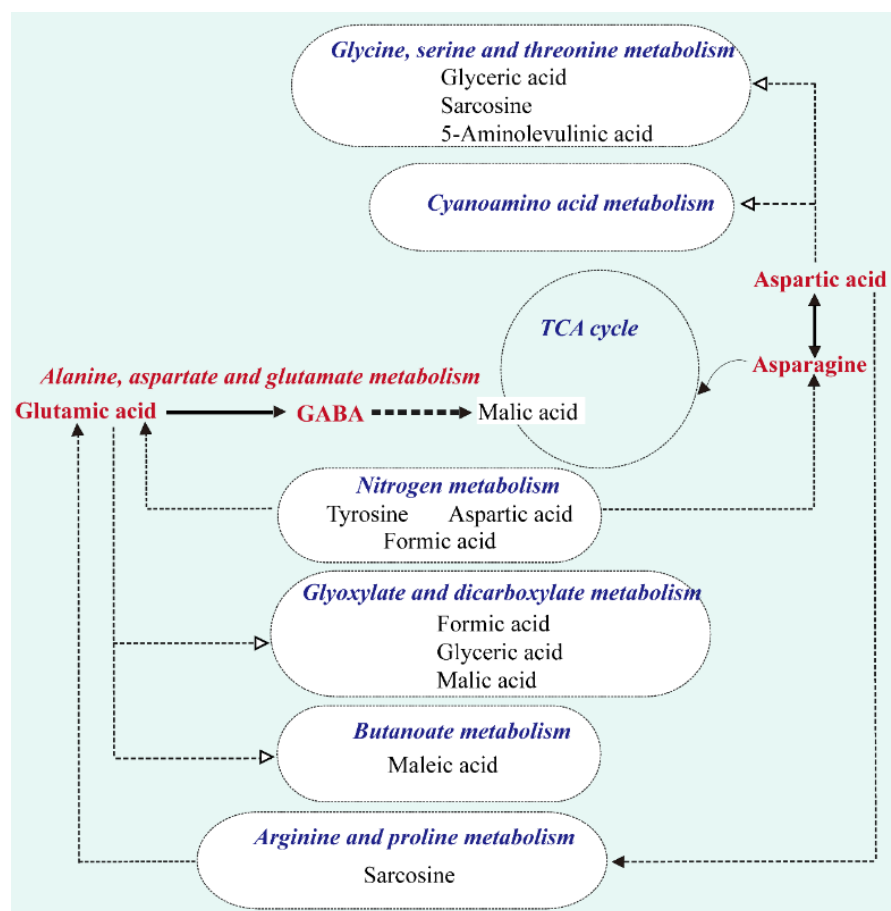 Glycine, serine and threonine metabolism
Glyceric acid
Sarcosine
5-Aminolevulinic acid
Cyanoamino acid metabolism
Aspartic acid
TCA cycle
Asparagine
Alanine, aspartate and glutamate metabolism
Glutamic acid GABA Malic acid
Nitrogen metabolism
Tyrosine Aspartic acid
Formic acid
Glyoxylate and dicarboxylate metabolism
Formic acid
Glyceric acid
Malic acid
Butanoate metabolism
Maleic acid
Arginine and proline metabolism
Sarcosine